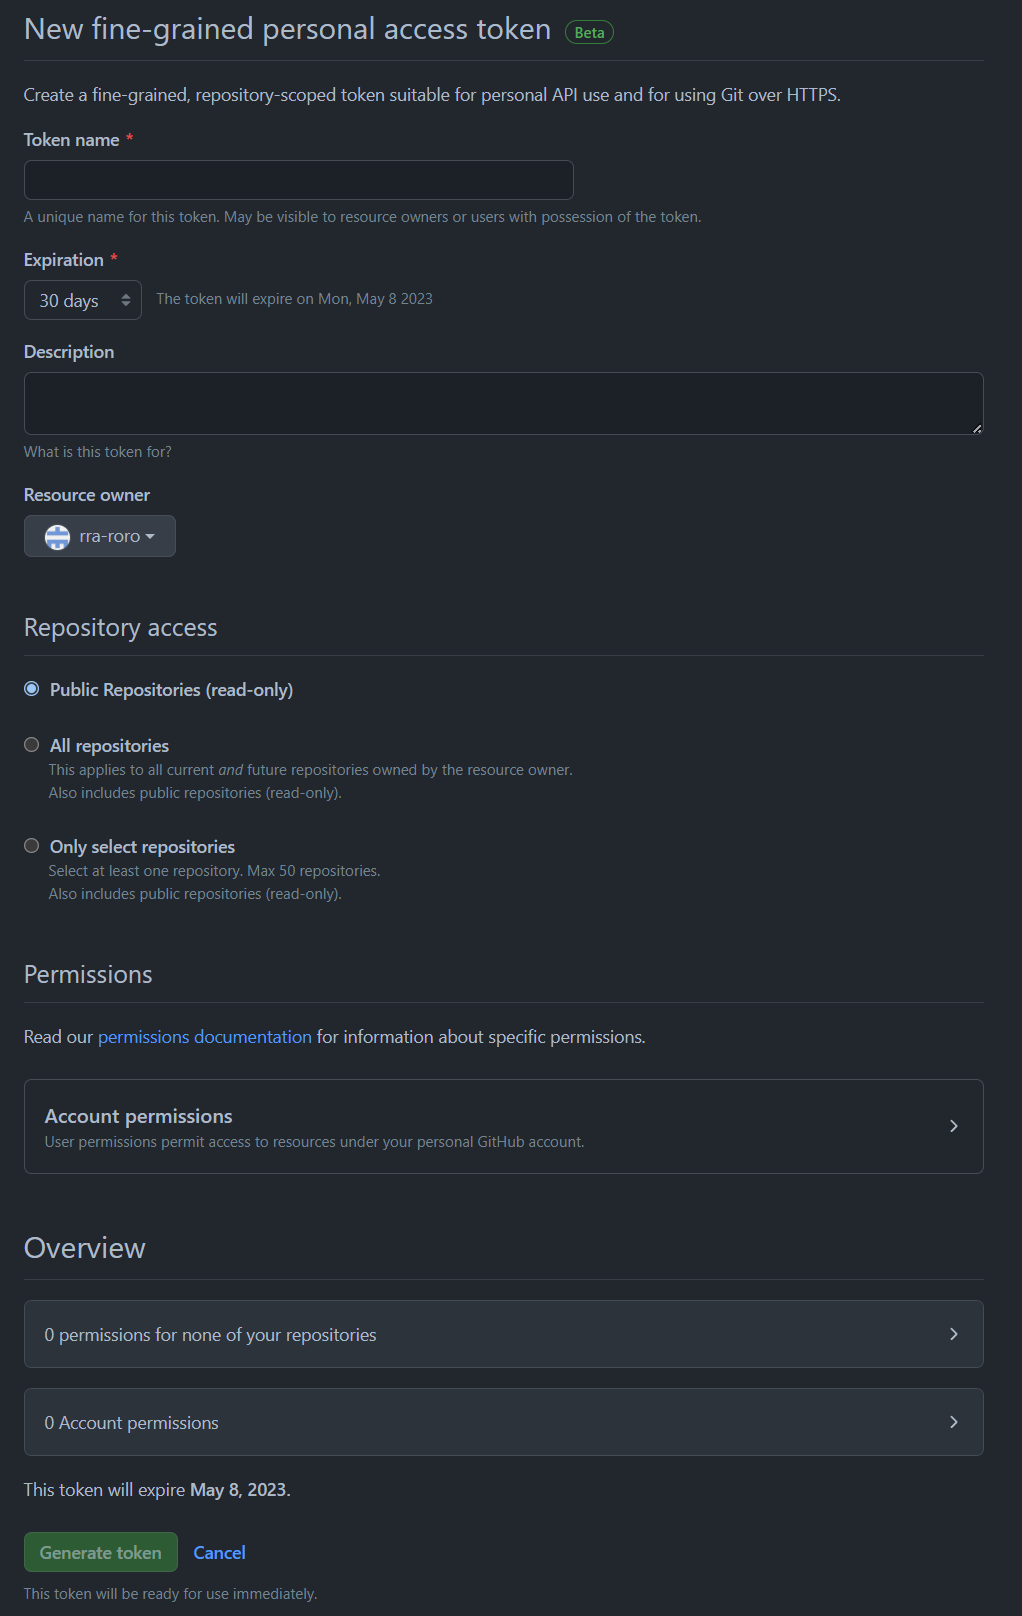 New fine-grained personal access token Beta
Create a fine-grained, repository-scoped token suitable for personal API use and for using Git over HTTPS.
Token name *
A unique name for this token. May be visible to resource owners or users with possession of the token.
Expiration *
30 days The token will expire on Mon, May 8 2023
Description
What is this token for?
Resource owner
rra-roro
Repository access
Public Repositories (read-only)
All repositories
This applies to all current and future repositories owned by the resource owner.
Also includes public repositories (read-only).
Only select repositories
Select at least one repository. Max 50 repositories.
Also includes public repositories (read-only).
Permissions
Read our permissions documentation for information about specific permissions.
Account permissions
User permissions permit access to resources under your personal GitHub account.
Overview
0 permissions for none of your repositories
0 Account permissions
This token will expire May 8, 2023.
Generate token Cancel
This token will be ready for use immediately.